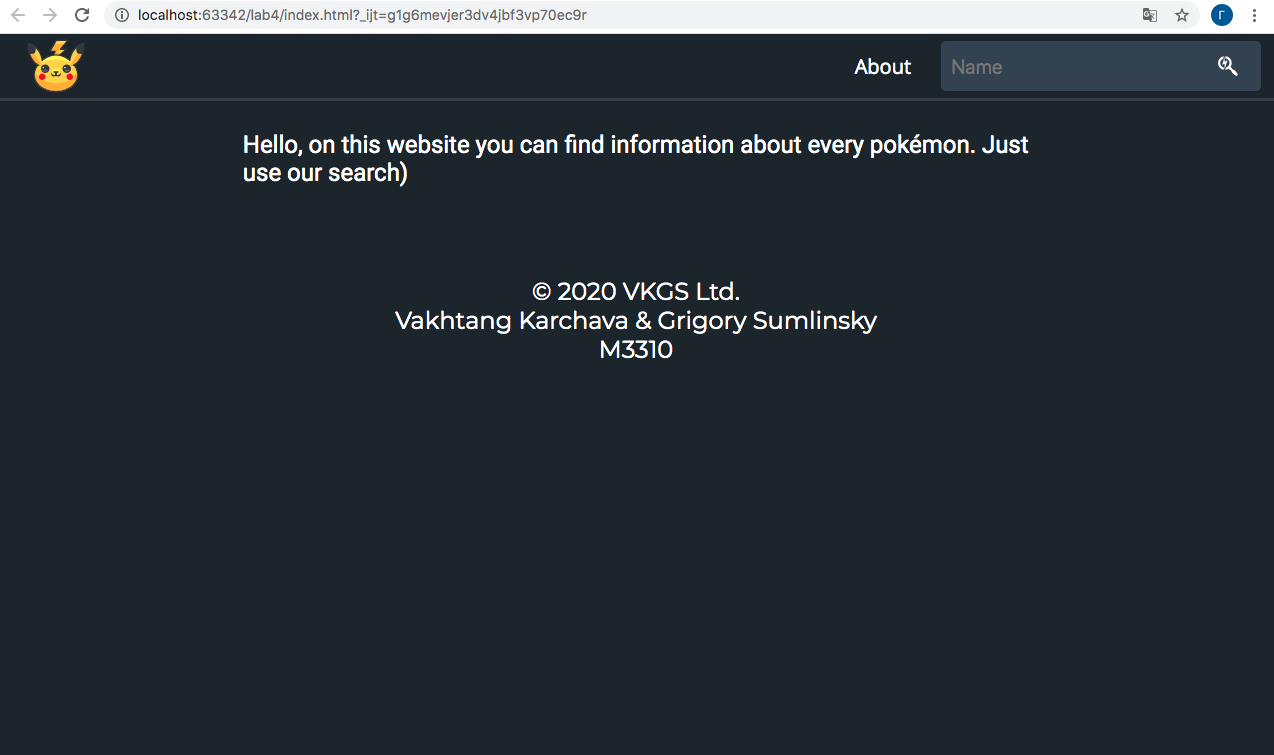 localhost:63342/lab4/index.html?_ijt=g1g6mevjer3dv4jbf3vp70ec9r
Г
About
Name
Hello, on this website you can find information about every pokémon. Just
use our search)
© 2020 VKGS Ltd.
Vakhtang Karchava & Grigory Sumlinsky
M3310